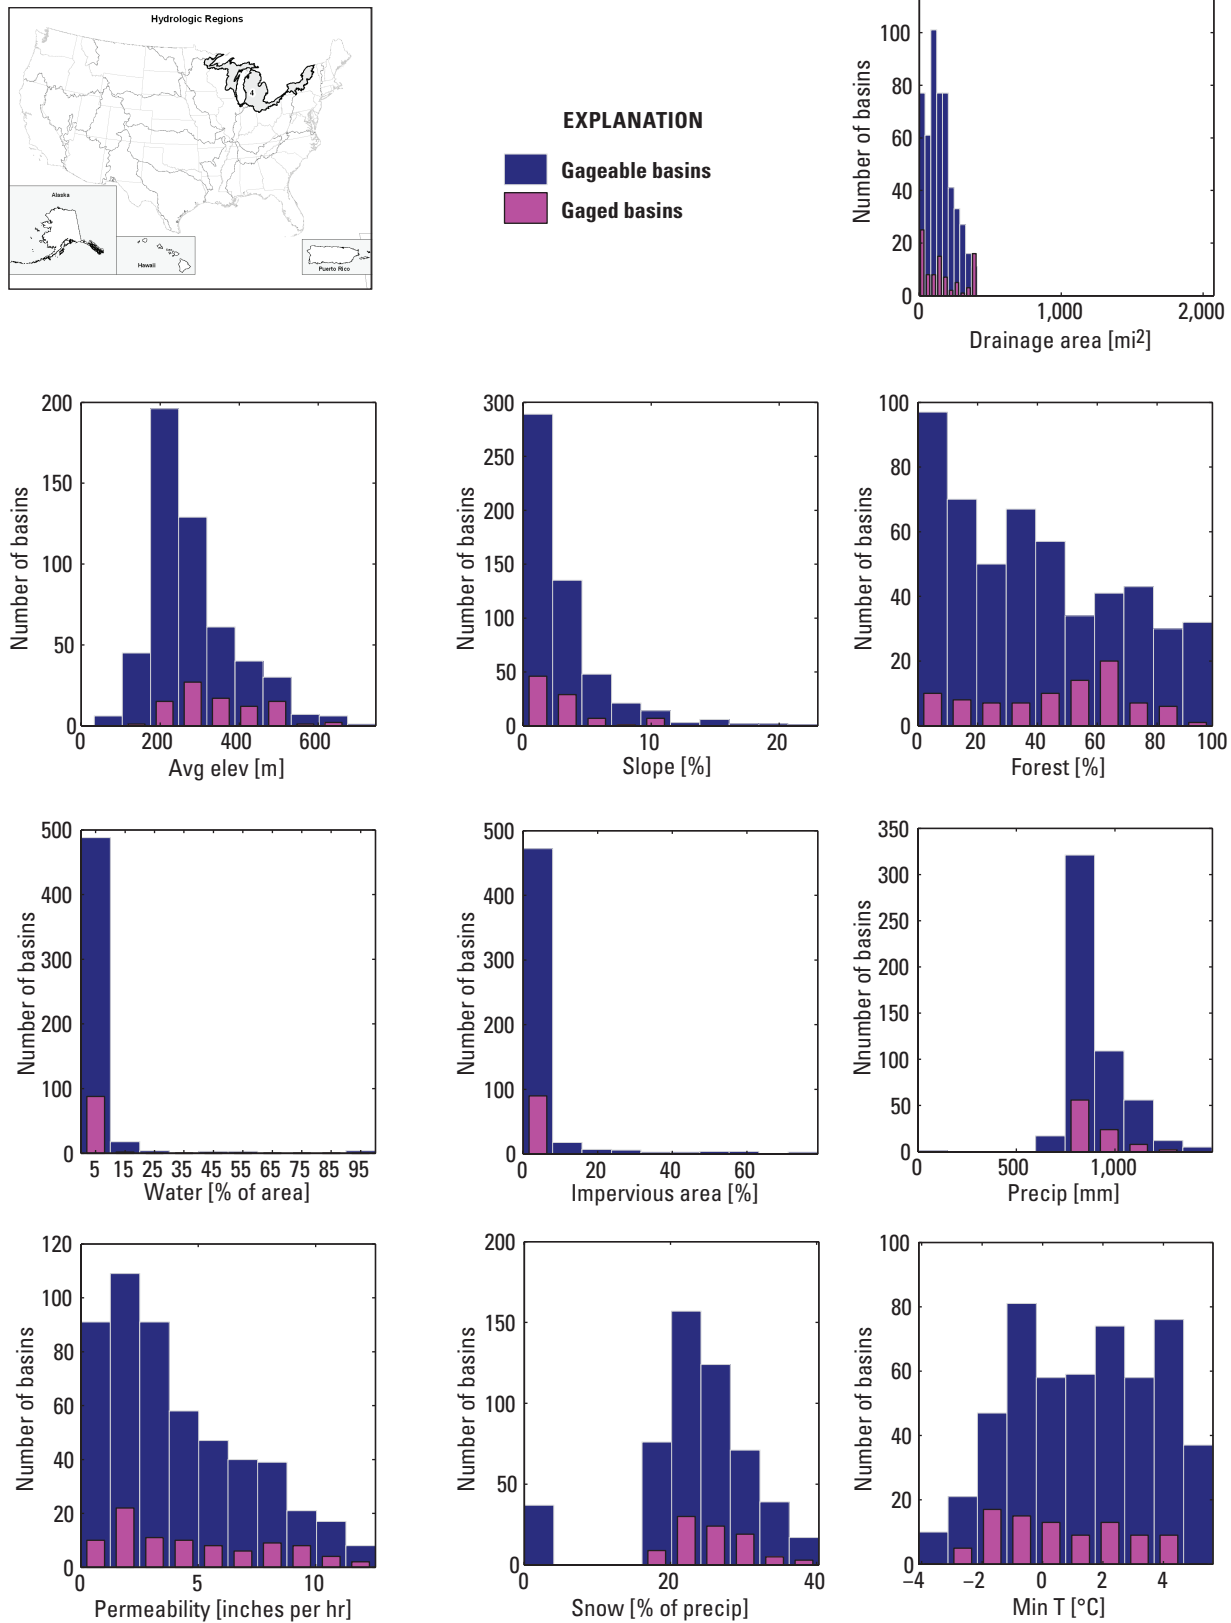 Hydrologic Regions
4
Alaska
Hawaii
Puerto Rico
EXPLANATION
Gageable basins
Gaged basins
Number of basins
100
80
60
40
20
0
0 1,000 2,000
Drainage area [mi2]
Number of basins
200
150
100
50
0
0 200 400 600
Avg elev [m]
Number of basins
300
250
200
150
100
50
0
0 10 20
Slope [%]
Number of basins
100
80
60
40
20
0
0 20 40 60 80 100
Forest [%]
Number of basins
500
400
300
200
100
0
5 15 25 35 45 55 65 75 85 95
Water [% of area]
Number of basins
500
400
300
200
100
0
0 20 40 60
Impervious area [%]
Nnumber of basins
350
300
250
200
150
100
50
0
0 500 1,000
Precip [mm]
Number of basins
120
100
80
60
40
20
0
0 5 10
Permeability [inches per hr]
Number of basins
200
150
100
50
0
0 20 40
Snow [% of precip]
Number of basins
100
80
60
40
20
0
−4 −2 0 2 4
Min T [°C]